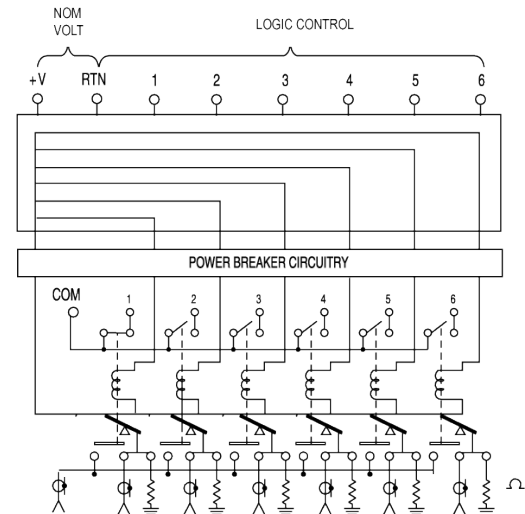 NOM
VOLT
LOGIC CONTROL
+V RTN 1 2 3 4 5 6
POWER BREAKER CIRCUITRY
COM 1 2 3 4 5 6
Ω